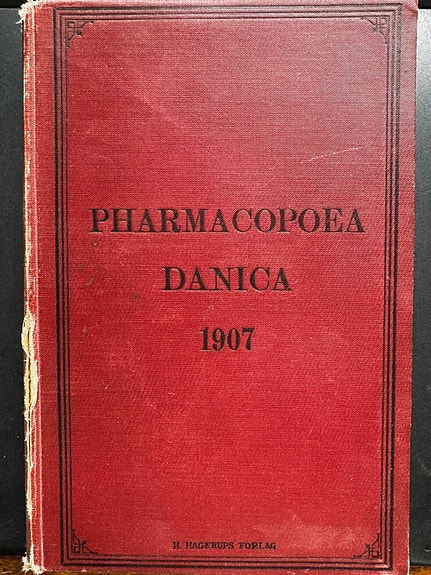 PHARMACOPOEA
DANICA
1907
H. HAGERUPS FORLAG